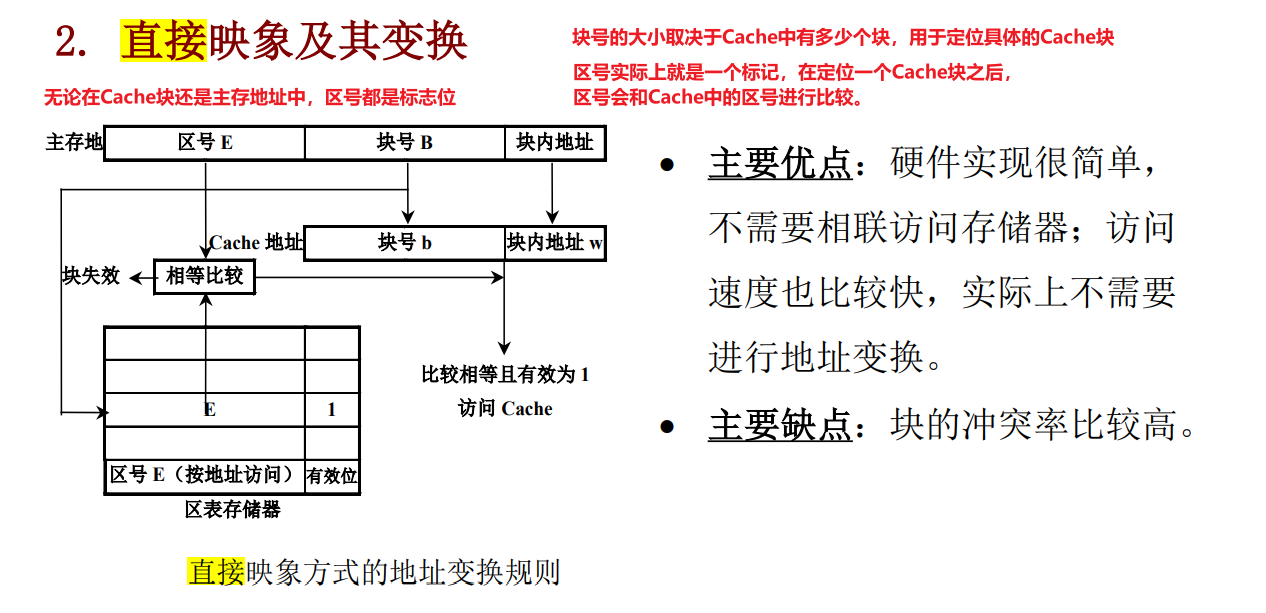 2. 直接映象及其变换
块号的大小取决于Cache中有多少个块，用于定位具体的Cache块
区号实际上就是一个标记，在定位一个Cache块之后，
区号会和Cache中的区号进行比较。
无论在Cache块还是主存地址中，区号都是标志位
主存地 区号 E 块号 B 块内地址
Cache 地址 块号 b 块内地址 w
块失效 相等比较
比较相等且有效为 1
访问 Cache
E 1
区号 E（按地址访问） 有效位
区表存储器
直接映象方式的地址变换规则
● 主要优点：硬件实现很简单，
不需要相联访问存储器；访问
速度也比较快，实际上不需要
进行地址变换。
● 主要缺点：块的冲突率比较高。